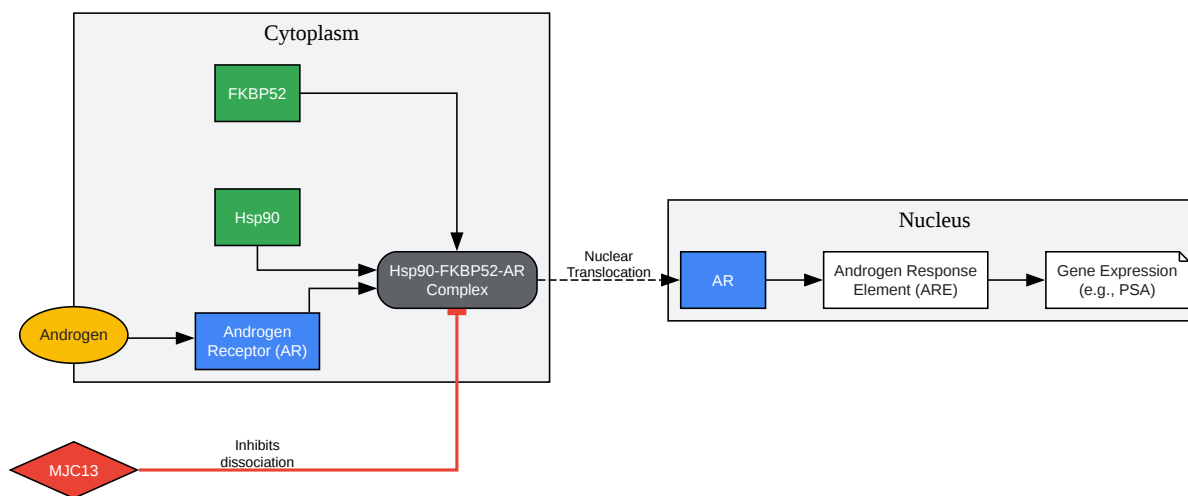 Cytoplasm
FKBP52
Hsp90
Hsp90-FKBP52-AR
Complex
Androgen
Androgen
Receptor (AR)
MJC13
Inhibits
dissociation
Nuclear
Translocation
Nucleus
AR
Androgen Response
Element (ARE)
Gene Expression
(e.g., PSA)